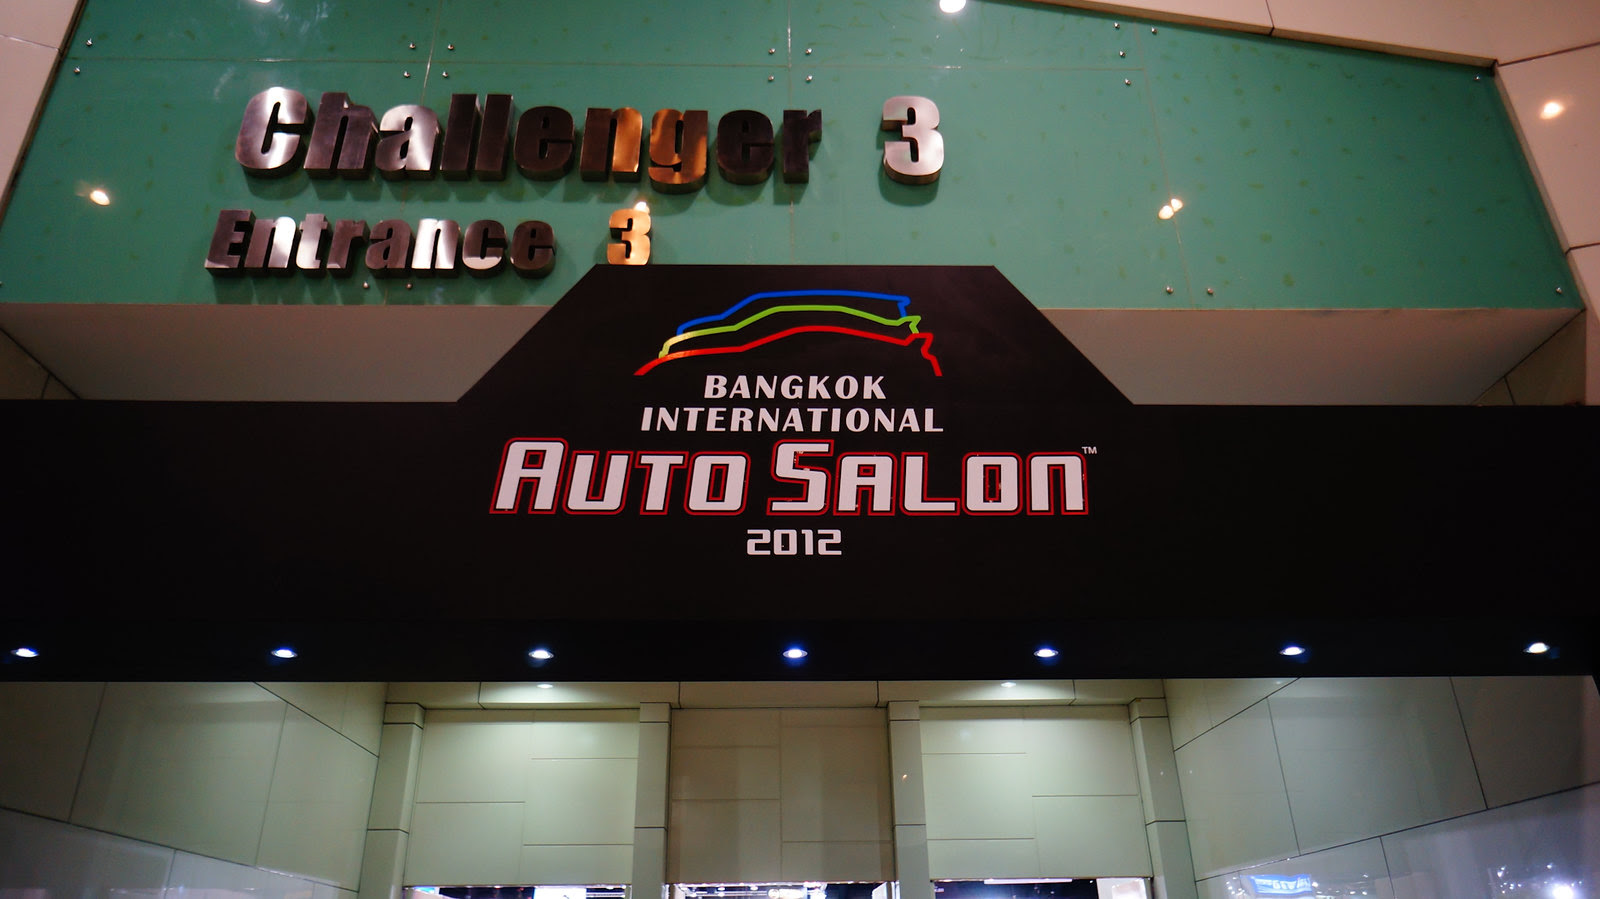 Challenger 3
Entrance 3
BANGKOK
INTERNATIONAL
AUTO SALON™
2012